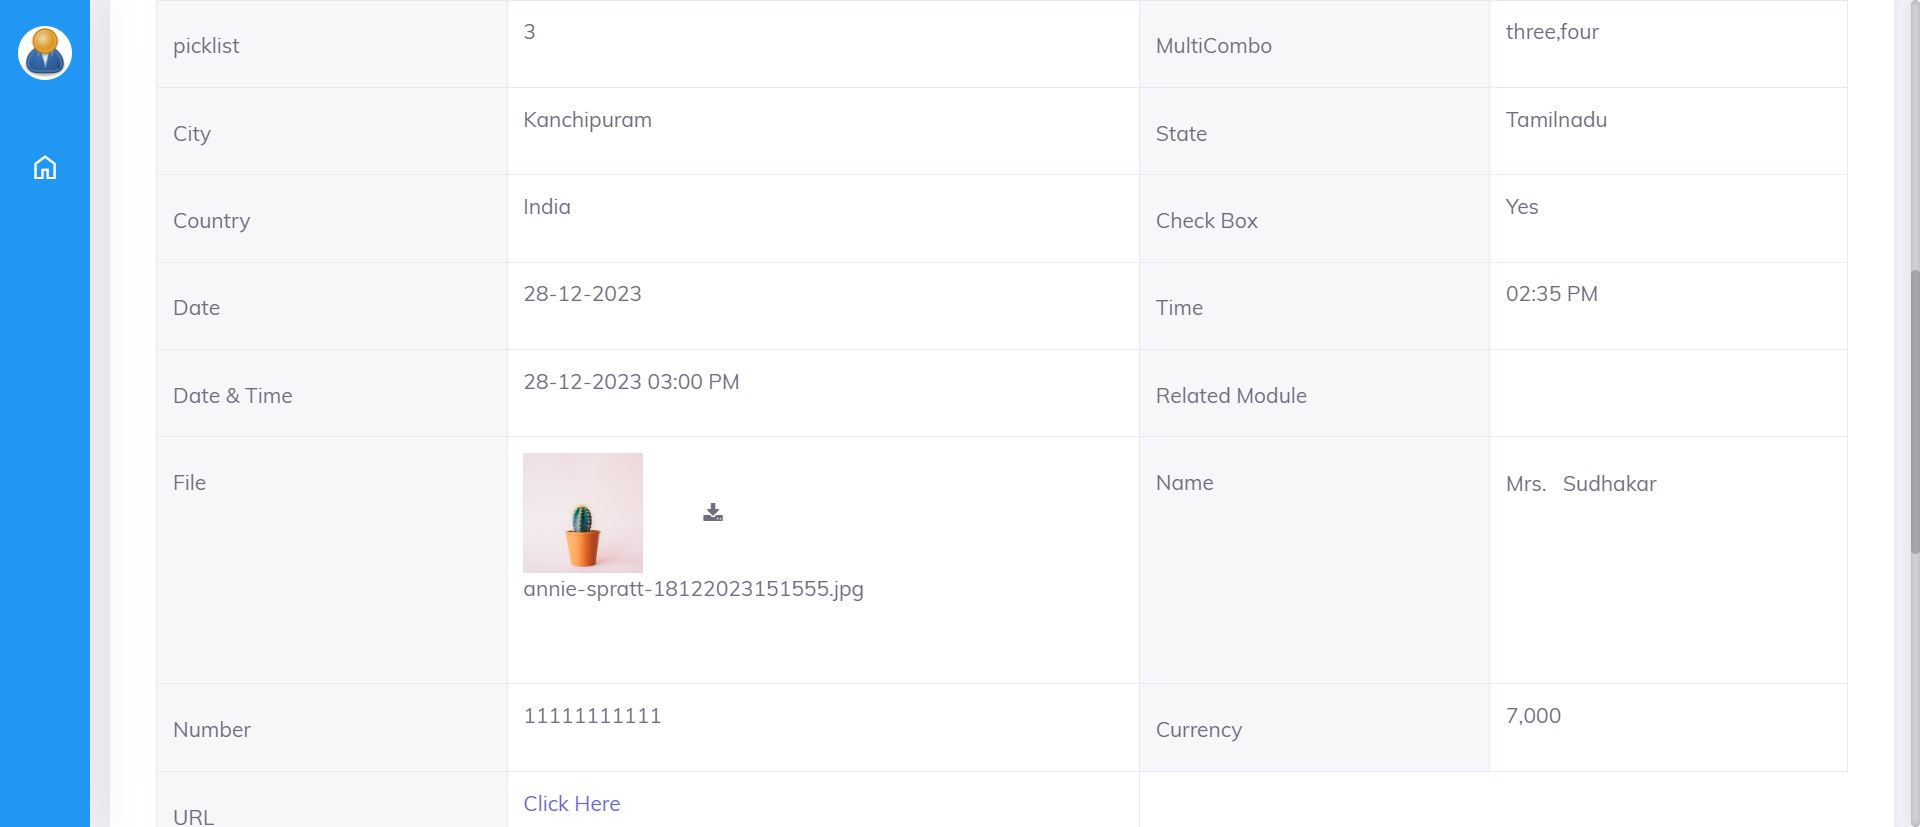 picklist 3 MultiCombo three,four
City Kanchipuram State Tamilnadu
Country India Check Box Yes
Date 28-12-2023 Time 02:35 PM
Date & Time 28-12-2023 03:00 PM Related Module
File Name Mrs. Sudhakar
annie-spratt-18122023151555.jpg
Number 11111111111 Currency 7,000
URL Click Here